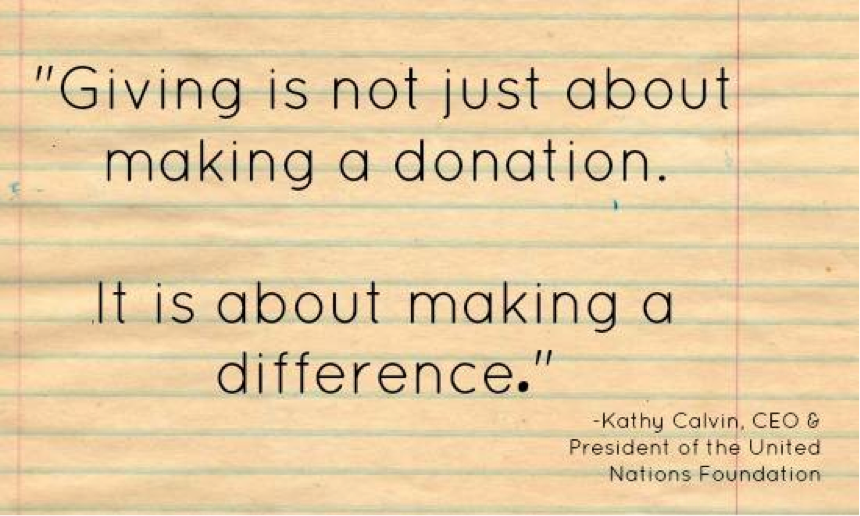 "Giving is not just about
making a donation.
It is about making a
difference."
-Kathy Calvin, CEO &
President of the United
Nations Foundation